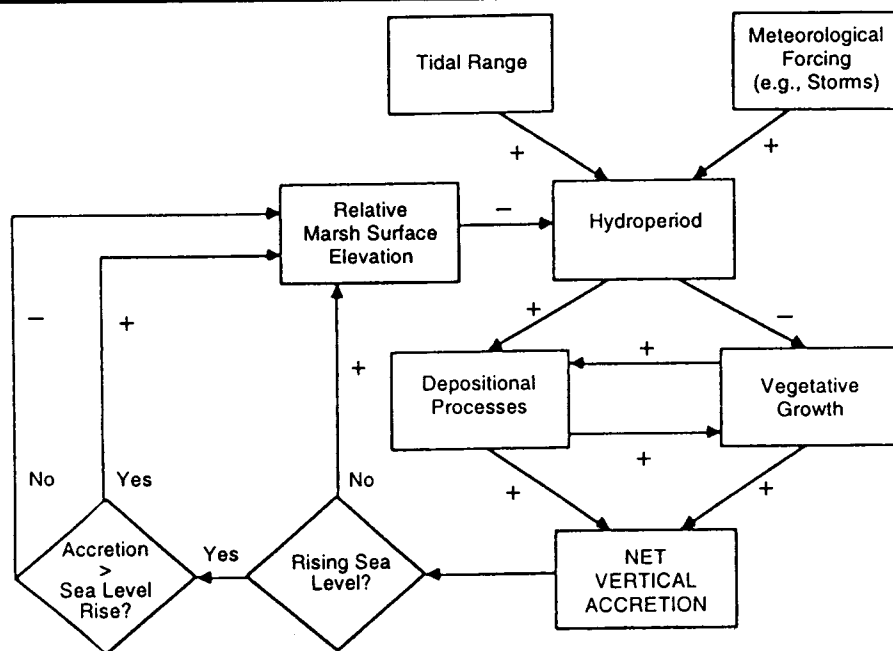 Tidal Range
Meteorological
Forcing
(e.g., Storms)
+
+
Relative
Marsh Surface
Elevation
−
Hydroperiod
+
−
−
+
+
+
Depositional
Processes
Vegetative
Growth
+
+
+
No
Yes
No
Accretion
>
Sea Level
Rise?
Yes
Rising Sea
Level?
NET
VERTICAL
ACCRETION